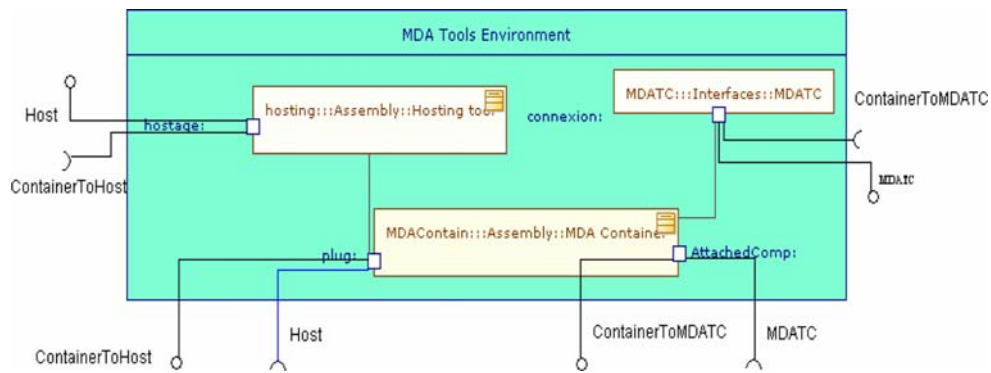 MDA Tools Environment
Host
hosting:::Assembly::Hosting tool
hostage:
ContainerToHost
connexion:
MDATC:::Interfaces::MDATC
ContainerToMDATC
MDATC
MDAContain:::Assembly::MDA Container
plug:
AttachedComp:
ContainerToHost
Host
ContainerToMDATC
MDATC